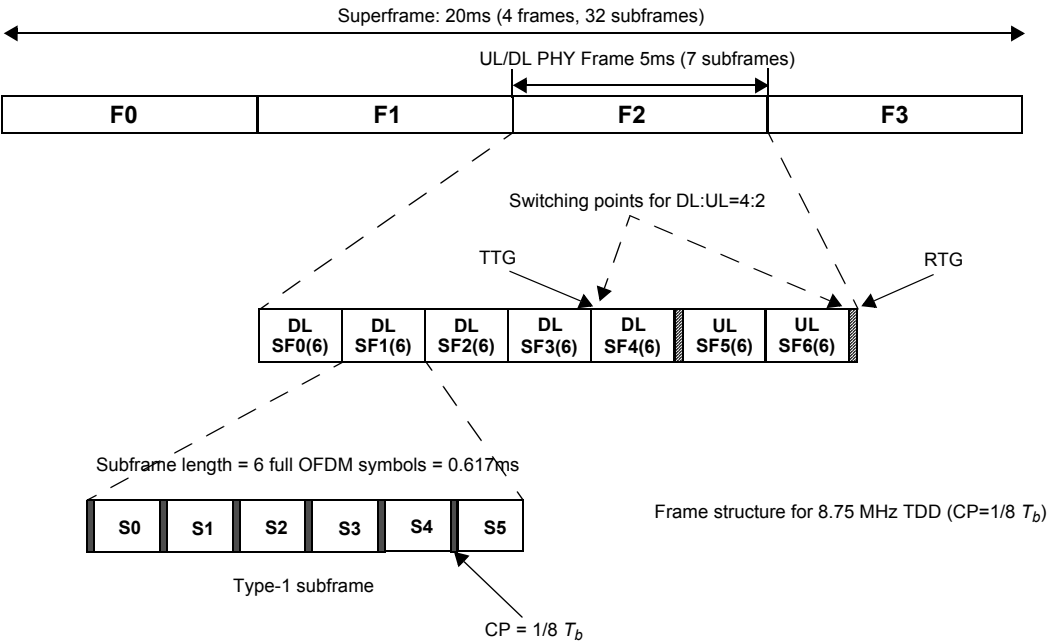 Superframe: 20ms (4 frames, 32 subframes)
UL/DL PHY Frame 5ms (7 subframes)
F0 F1 F2 F3
Switching points for DL:UL=4:2
TTG
RTG
DL SF0(6)
DL SF1(6)
DL SF2(6)
DL SF3(6)
DL SF4(6)
UL SF5(6)
UL SF6(6)
Subframe length = 6 full OFDM symbols = 0.617ms
S0 S1 S2 S3 S4 S5
Frame structure for 8.75 MHz TDD (CP=1/8 Tb)
Type-1 subframe
CP = 1/8 Tb